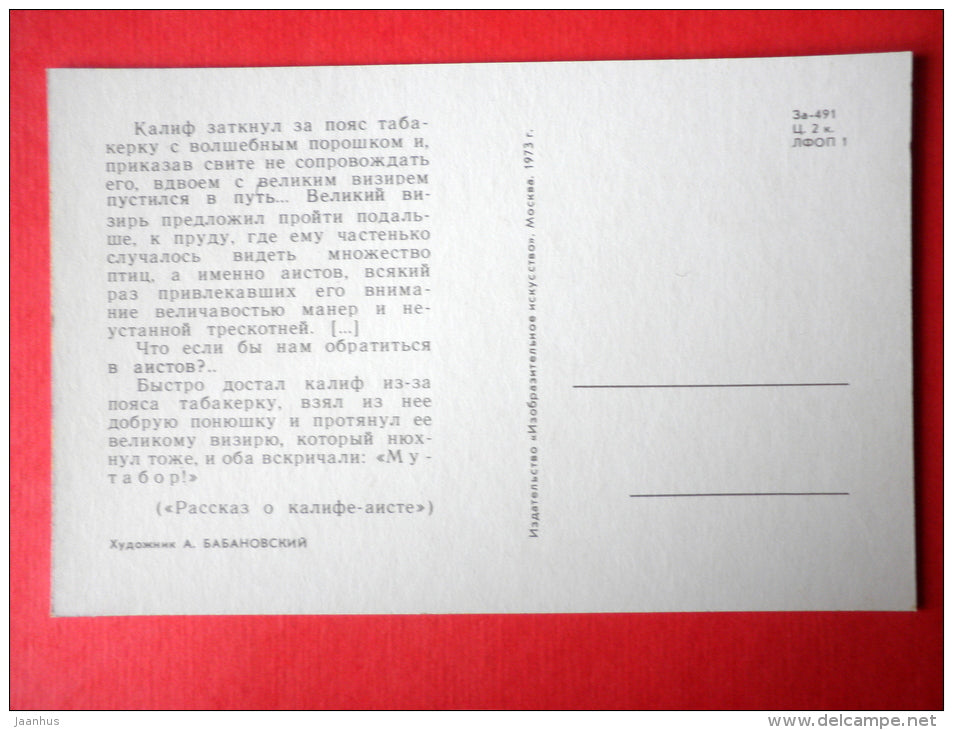 Калиф заткнул за пояс таба-
керку с волшебным порошком и,
приказав свите не сопровождать
его, вдвоем с великим визирем
пустился в путь... Великий ви-
зирь предложил пройти подаль-
ше, к пруду, где ему частенько
случалось видеть множество
птиц, а именно аистов, всякий
раз привлекавших его внима-
ние величавостью манер и не-
устанной трескотней. [...]
Что если бы нам обратиться
в аистов?..
Быстро достал калиф из-за
пояса табакерку, взял из нее
добрую понюшку и протянул ее
великому визирю, который нюх-
нул тоже, и оба вскричали: «Му-
табор!»
(«Рассказ о калифе-аисте»)
Художник А. БАБАНОВСКИЙ
Издательство «Изобразительное искусство». Москва. 1973 г.
За-491
Ц. 2 к.
ЛФОП 1
Jaanhus
www.delcampe.net